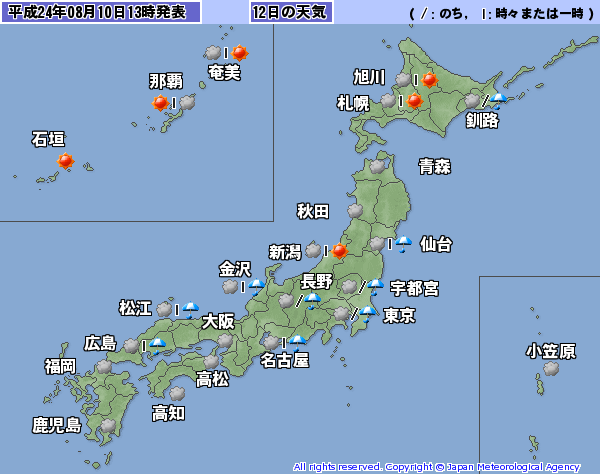 平成24年08月10日13時発表 12日の天気 ( / : のち, | : 時々または一時 )
奄美
那覇
石垣
旭川
札幌
釧路
青森
秋田
仙台
新潟
金沢
長野
宇都宮
松江
大阪
東京
広島
名古屋
小笠原
福岡
高松
高知
鹿児島
All rights reserved. Copyright © Japan Meteorological Agency